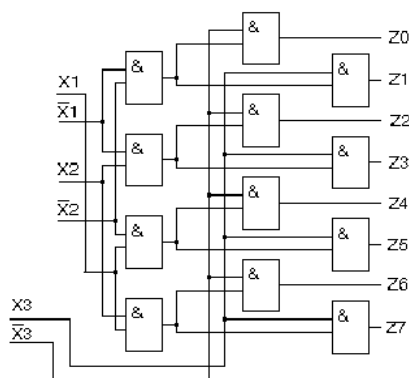 & Z0
& & Z1
X1
X̅1 & Z2
& & Z3
X2
X̅2 & Z4
& & Z5
& Z6
X3 &
X̅3 & Z7